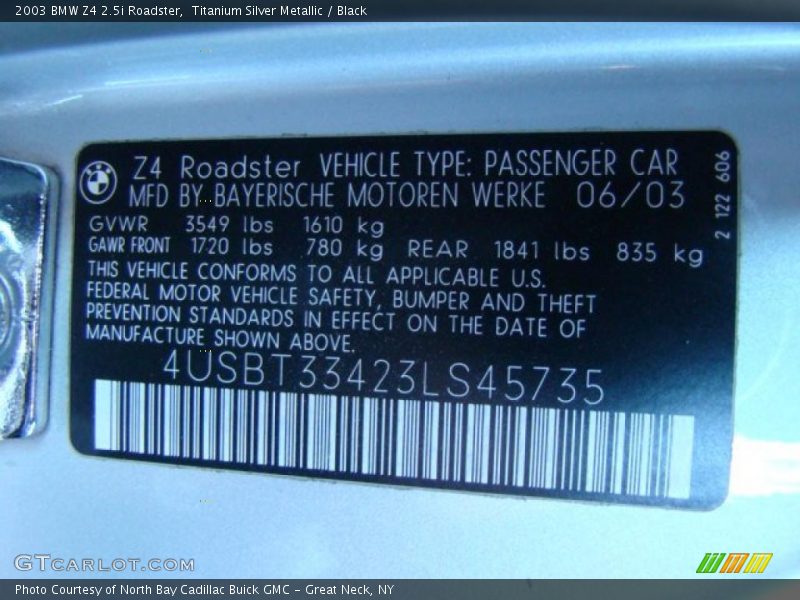 2003 BMW Z4 2.5i Roadster,  Titanium Silver Metallic / Black
Z4 Roadster VEHICLE TYPE: PASSENGER CAR
MFD BY BAYERISCHE MOTOREN WERKE 06/03
GVWR 3549 lbs 1610 kg
GAWR FRONT 1720 lbs 780 kg REAR 1841 lbs 835 kg
THIS VEHICLE CONFORMS TO ALL APPLICABLE U.S.
FEDERAL MOTOR VEHICLE SAFETY, BUMPER AND THEFT
PREVENTION STANDARDS IN EFFECT ON THE DATE OF
MANUFACTURE SHOWN ABOVE.
4USBT33423LS45735
2 122 606
GTCARLOT.COM
Photo Courtesy of North Bay Cadillac Buick GMC - Great Neck, NY